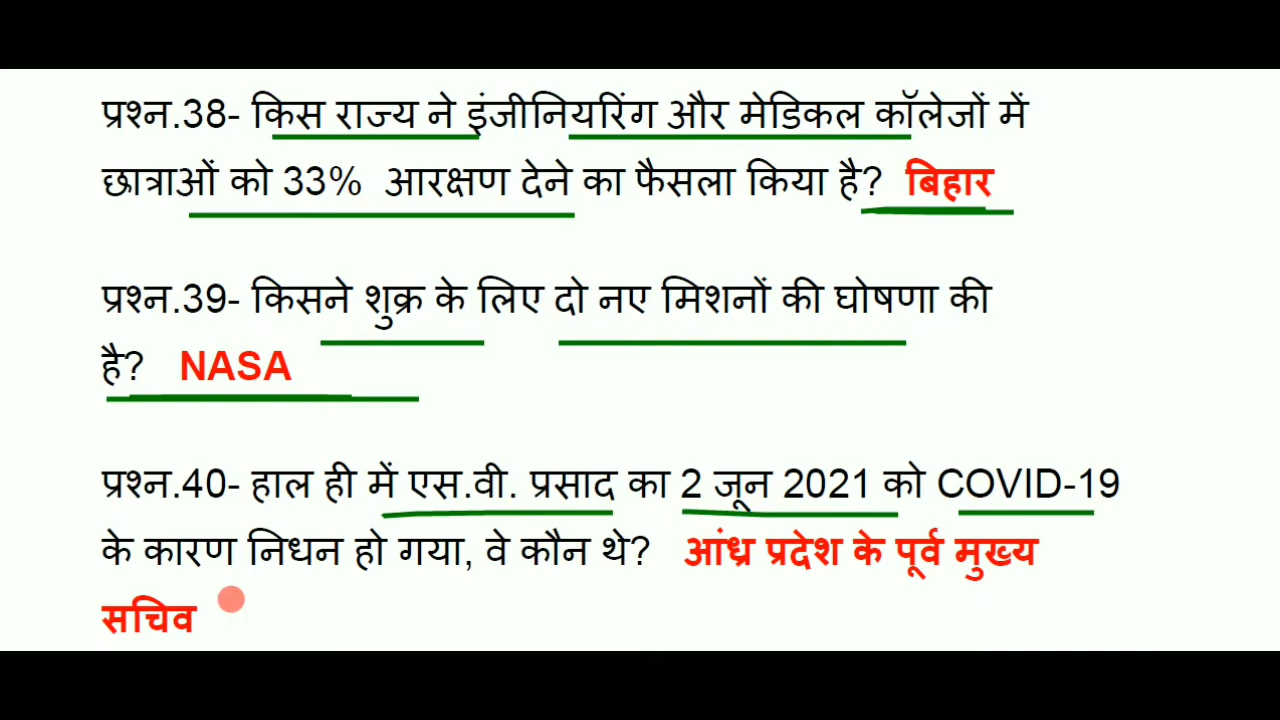 प्रश्न.38- किस राज्य ने इंजीनियरिंग और मेडिकल कॉलेजों में
छात्राओं को 33% आरक्षण देने का फैसला किया है? बिहार
प्रश्न.39- किसने शुक्र के लिए दो नए मिशनों की घोषणा की
है? NASA
प्रश्न.40- हाल ही में एस.वी. प्रसाद का 2 जून 2021 को COVID-19
के कारण निधन हो गया, वे कौन थे? आंध्र प्रदेश के पूर्व मुख्य
सचिव